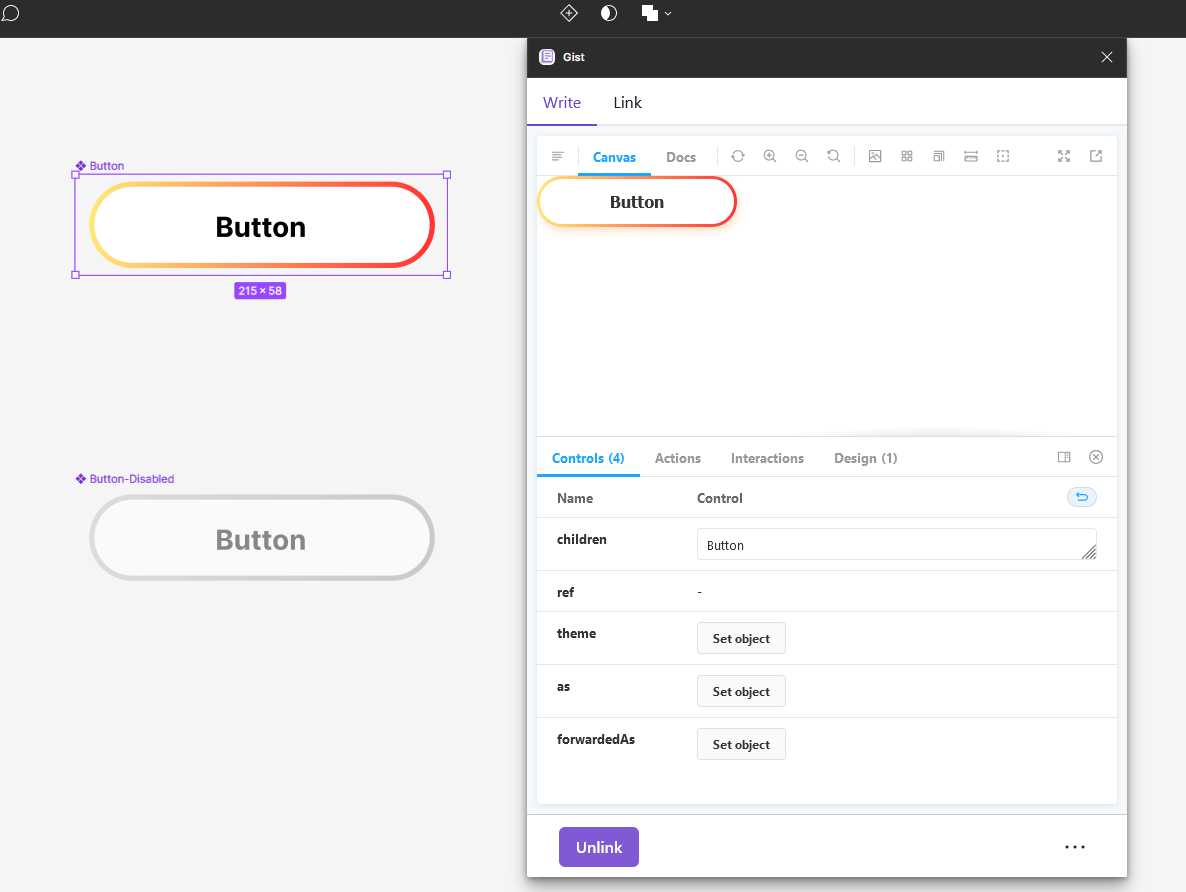 Gist
Write Link
Button
Button
215 × 58
Button-Disabled
Button
Canvas Docs
Button
Controls (4) Actions Interactions Design (1)
Name Control
children Button
ref -
theme Set object
as Set object
forwardedAs Set object
Unlink